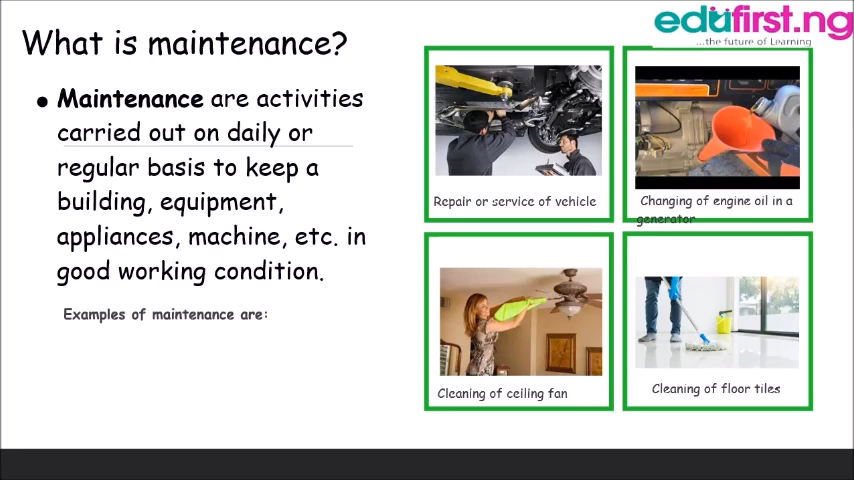 edufirst.ng
...the future of Learning
What is maintenance?
● Maintenance are activities
carried out on daily or
regular basis to keep a
building, equipment,
appliances, machine, etc. in
good working condition.
Examples of maintenance are:
Repair or service of vehicle
Changing of engine oil in a
generator
Cleaning of ceiling fan
Cleaning of floor tiles